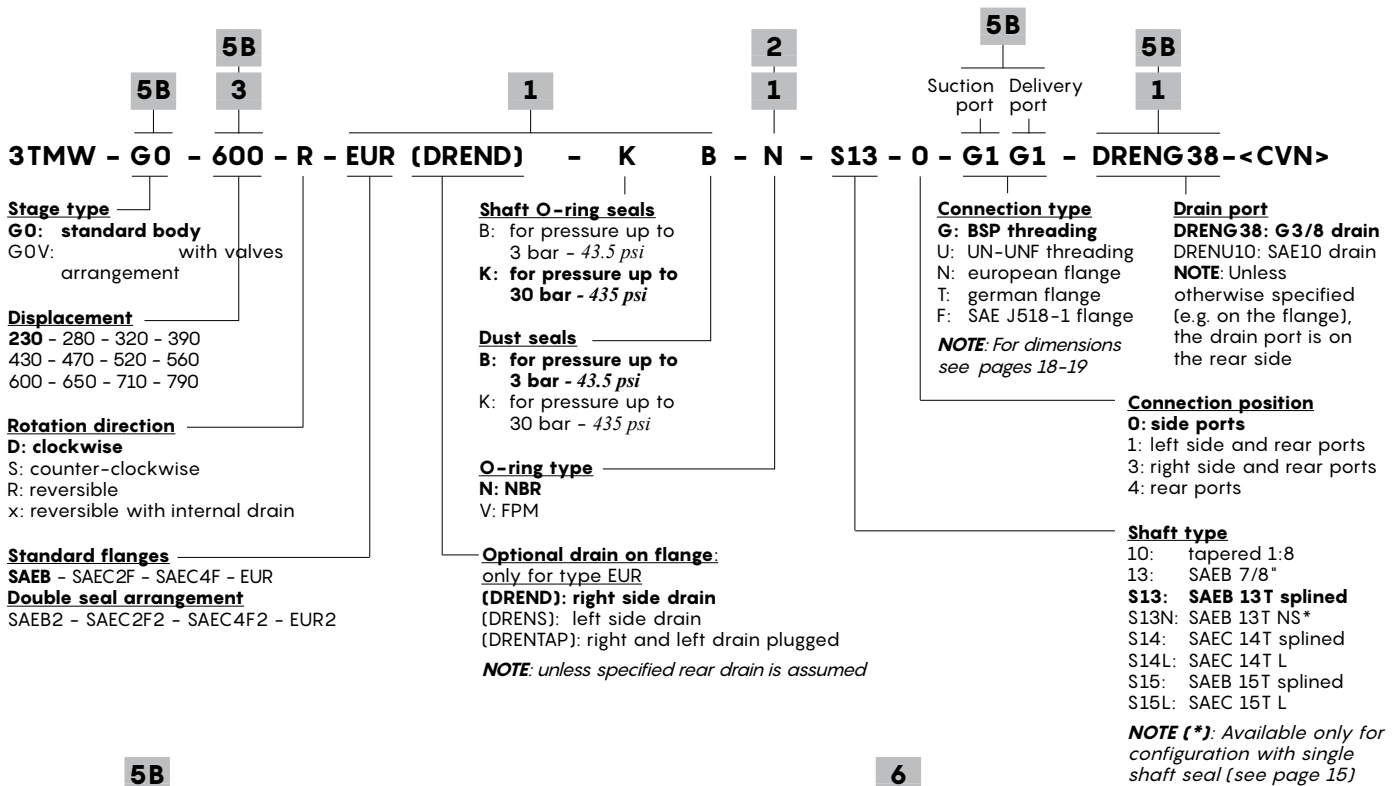 5B
5B
2
5B
5B
3
1
1
Suction Delivery
port port
1
3TMW - G0 - 600 - R - EUR (DREND) - K B - N - S13 - 0 - G1 G1 - DRENG38-<CVN>
Stage type
G0: standard body
G0V: with valves
arrangement
Displacement
230 - 280 - 320 - 390
430 - 470 - 520 - 560
600 - 650 - 710 - 790
Rotation direction
D: clockwise
S: counter-clockwise
R: reversible
x: reversible with internal drain
Standard flanges
SAEB - SAEC2F - SAEC4F - EUR
Double seal arrangement
SAEB2 - SAEC2F2 - SAEC4F2 - EUR2
Shaft O-ring seals
B: for pressure up to
3 bar - 43.5 psi
K: for pressure up to
30 bar - 435 psi
Dust seals
B: for pressure up to
3 bar - 43.5 psi
K: for pressure up to
30 bar - 435 psi
O-ring type
N: NBR
V: FPM
Optional drain on flange:
only for type EUR
(DREND): right side drain
(DRENS): left side drain
(DRENTAP): right and left drain plugged
NOTE: unless specified rear drain is assumed
Connection type
G: BSP threading
U: UN-UNF threading
N: european flange
T: german flange
F: SAE J518-1 flange
NOTE: For dimensions
see pages 18-19
Drain port
DRENG38: G3/8 drain
DRENU10: SAE10 drain
NOTE: Unless
otherwise specified
(e.g. on the flange),
the drain port is on
the rear side
Connection position
0: side ports
1: left side and rear ports
3: right side and rear ports
4: rear ports
Shaft type
10: tapered 1:8
13: SAEB 7/8"
S13: SAEB 13T splined
S13N: SAEB 13T NS*
S14: SAEC 14T splined
S14L: SAEC 14T L
S15: SAEB 15T splined
S15L: SAEC 15T L
NOTE (*): Available only for
configuration with single
shaft seal (see page 15)
5B
6